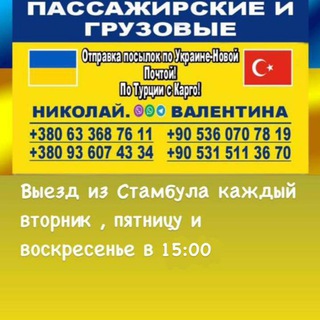 ПАССАЖИРСКИЕ И
ГРУЗОВЫЕ
Отправка посылок по Украине-Новой
Почтой!
По Турции с Карго!
НИКОЛАЙ. ВАЛЕНТИНА
+380 63 368 76 11 +90 536 070 78 19
+380 93 607 43 34 +90 531 511 36 70
Выезд из Стамбула каждый
вторник , пятницу и
воскресенье в 15:00